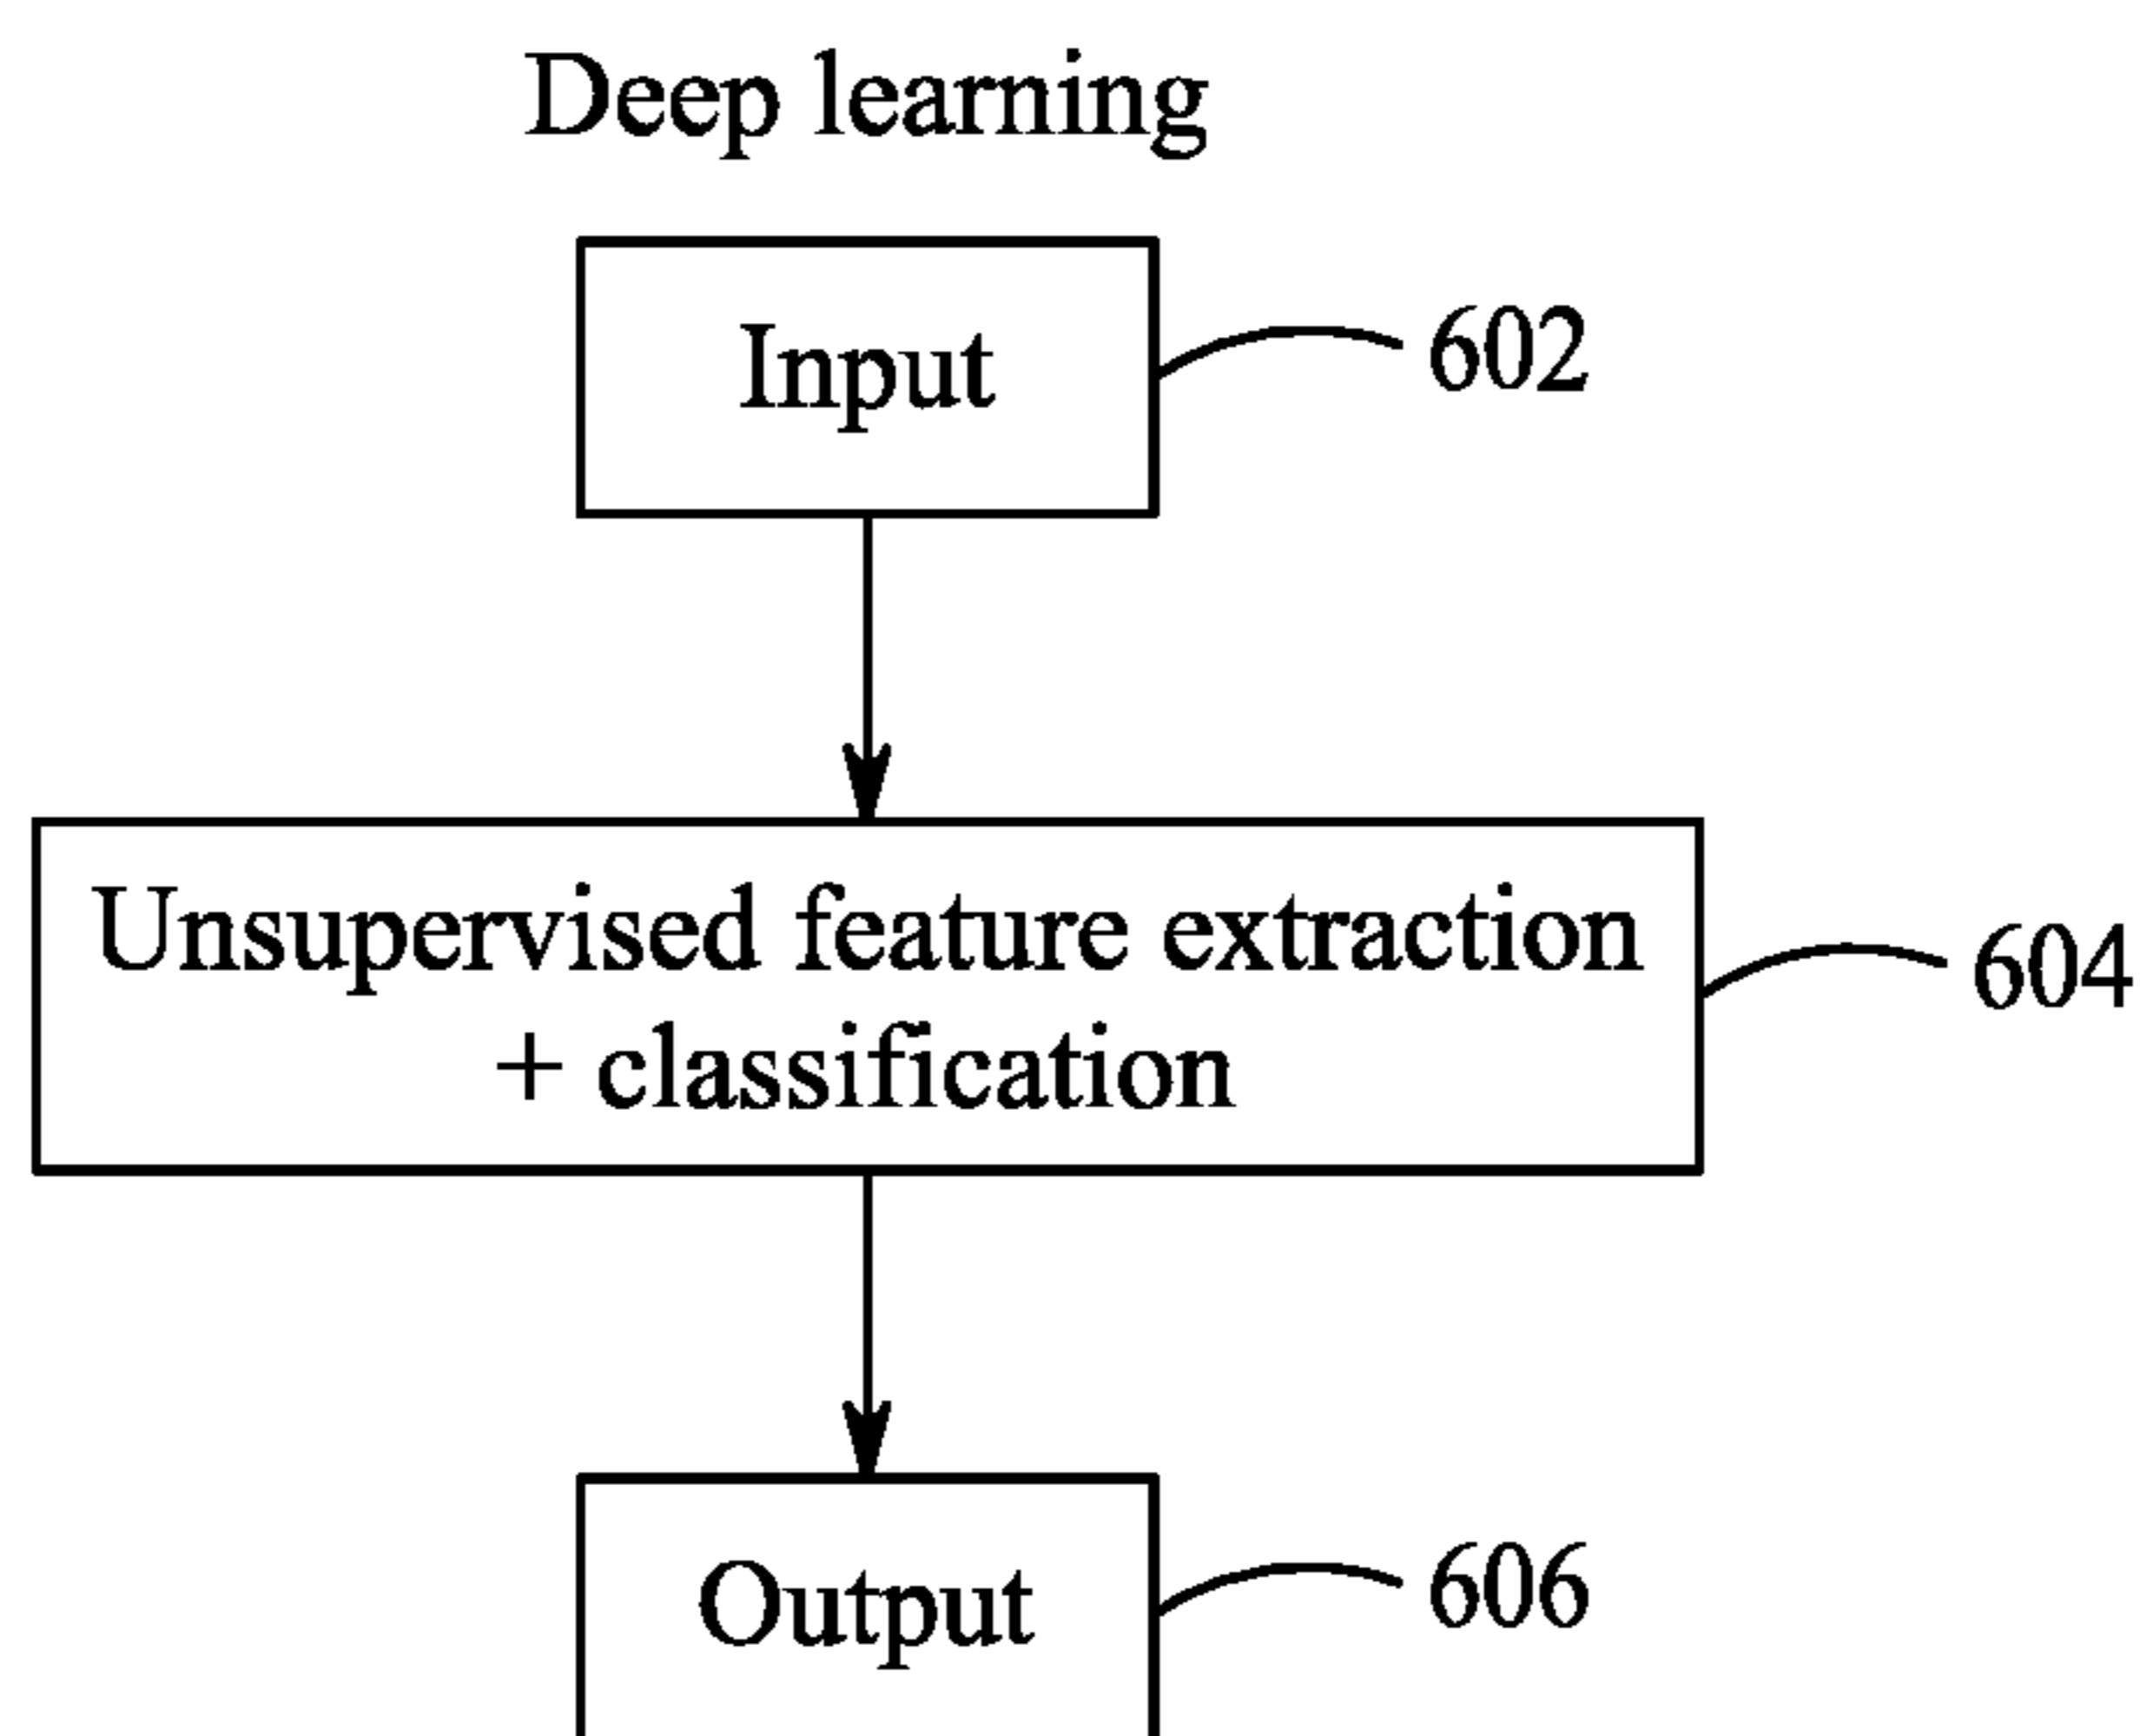 Deep learning
Input
602
Unsupervised feature extraction
+ classification
604
Output
606